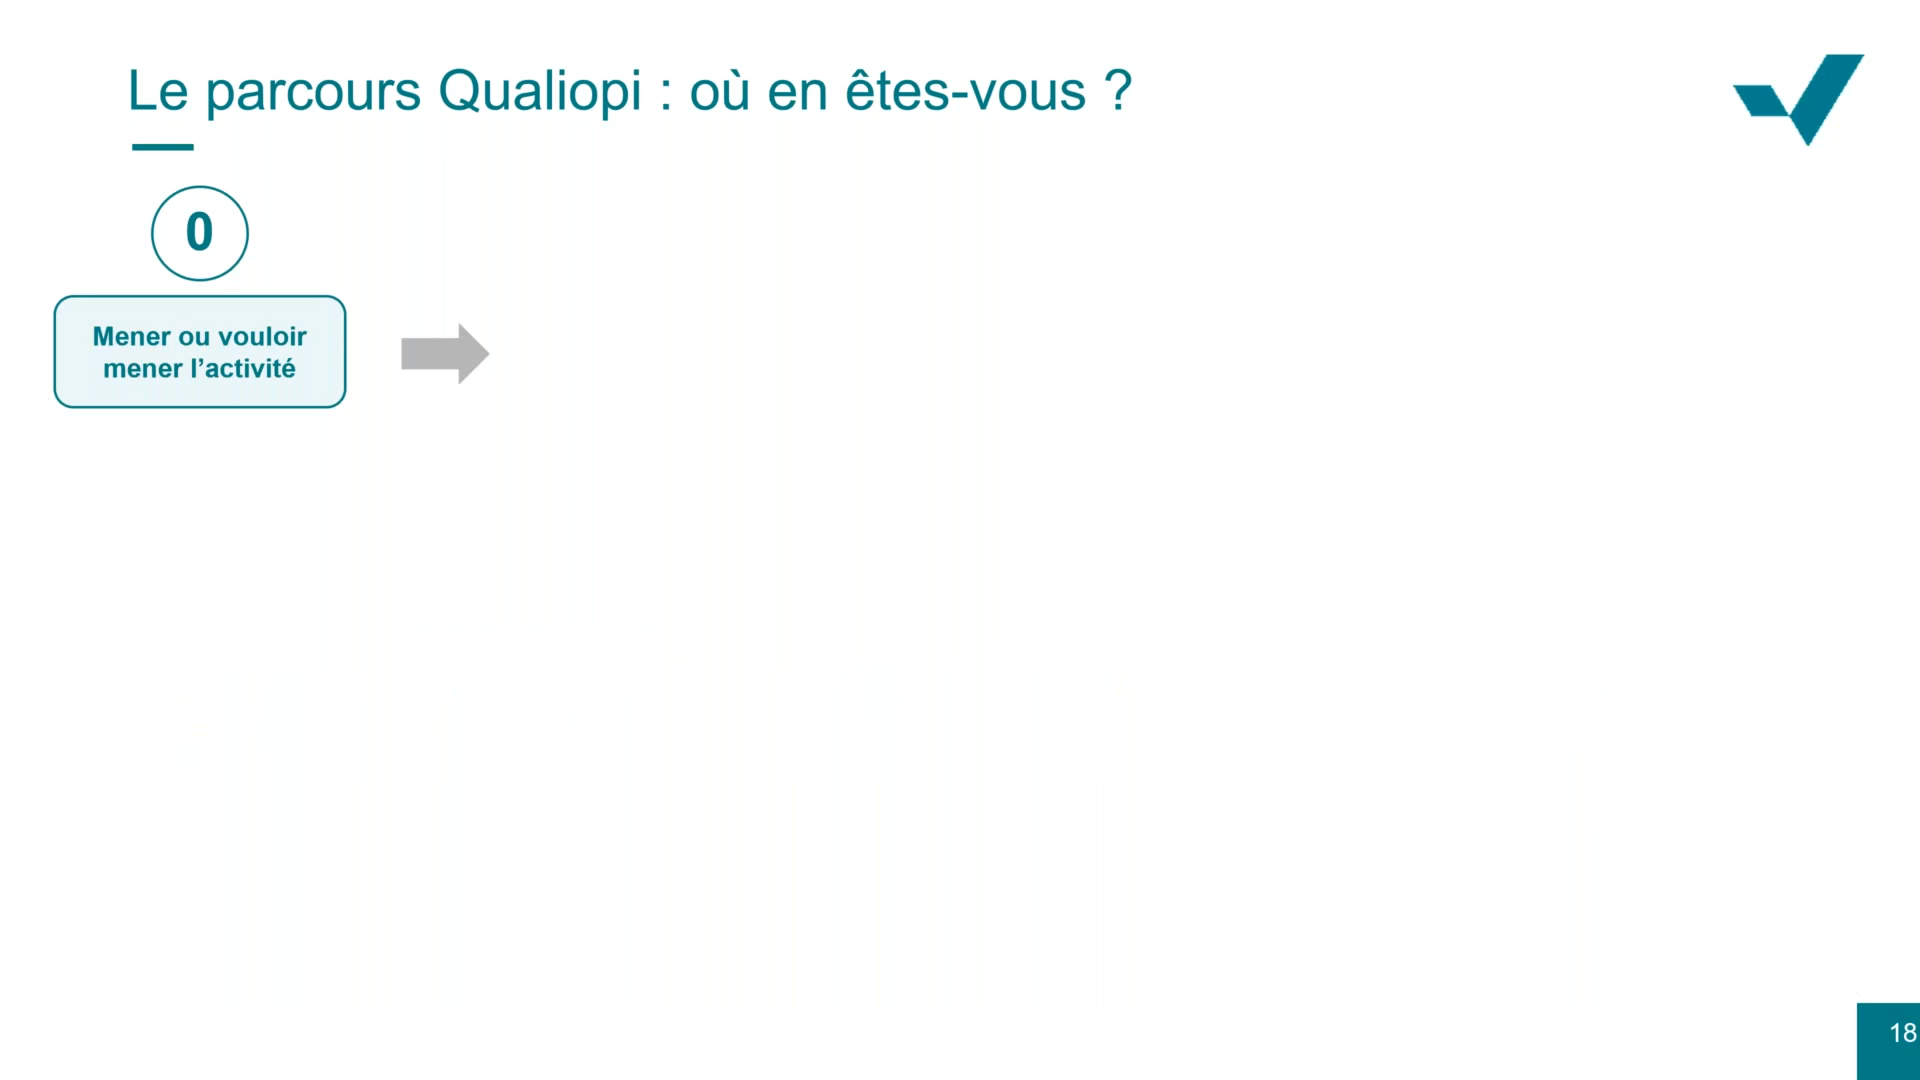 Le parcours Qualiopi : où en êtes-vous ?
0
Mener ou vouloir
mener l’activité
18